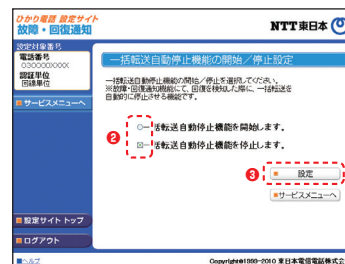 ひかり電話 設定サイト
故障・回復通知
NTT東日本
設定対象番号
電話番号
030000XXXX
認証単位
回線単位
サービスメニューへ
一括転送自動停止機能の開始／停止設定
一括転送自動停止機能の開始／停止を選択してください。
※故障・回復通知機能にて、回復を検知した際に、一括転送を
自動的に停止させる機能です。
❷
一括転送自動停止機能を開始します。
一括転送自動停止機能を停止します。
❸
設定
サービスメニューへ
設定サイト トップ
ログアウト
ヘルプ
Copyright©1999-2010 東日本電信電話株式会